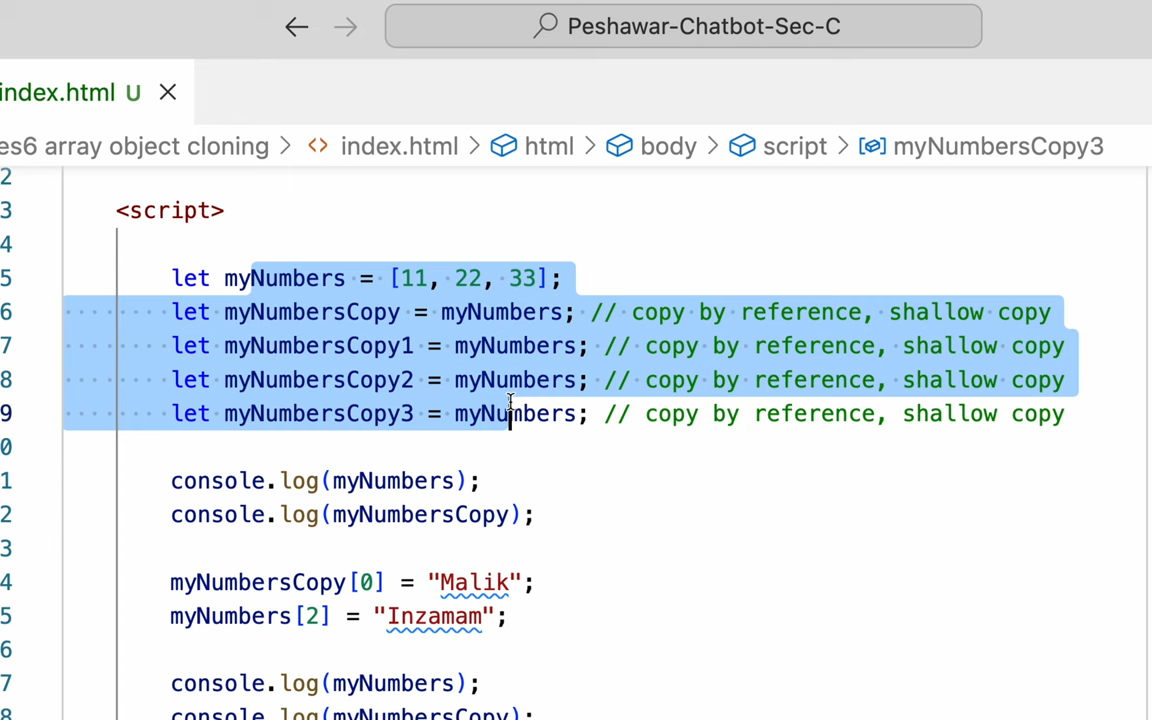 Peshawar-Chatbot-Sec-C
index.html U
es6 array object cloning > index.html > html > body > script > myNumbersCopy3
2
3 <script>
4
5 let myNumbers = [11, 22, 33];
6 let myNumbersCopy = myNumbers; // copy by reference, shallow copy
7 let myNumbersCopy1 = myNumbers; // copy by reference, shallow copy
8 let myNumbersCopy2 = myNumbers; // copy by reference, shallow copy
9 let myNumbersCopy3 = myNumbers; // copy by reference, shallow copy
0
1 console.log(myNumbers);
2 console.log(myNumbersCopy);
3
4 myNumbersCopy[0] = "Malik";
5 myNumbers[2] = "Inzamam";
6
7 console.log(myNumbers);
8 console.log(myNumbersCopy);